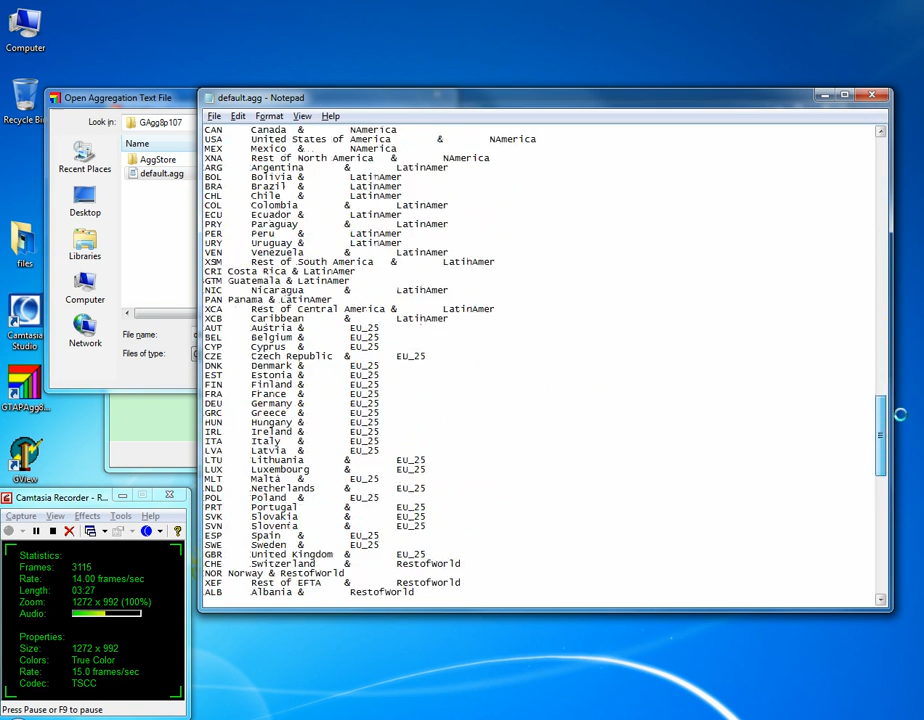 Computer
Recycle Bin
files
Camtasia
Studio
GTAPAgg8...
GView
Open Aggregation Text File
Look in:
GAgg8p107
Name
AggStore
default.agg
Recent Places
Desktop
Libraries
Computer
Network
File name:
Files of type:
default.agg - Notepad
File Edit Format View Help
CAN Canada & NAmerica
USA United States of America & NAmerica
MEX Mexico & NAmerica
XNA Rest of North America & NAmerica
ARG Argentina & LatinAmer
BOL Bolivia & LatinAmer
BRA Brazil & LatinAmer
CHL Chile & LatinAmer
COL Colombia & LatinAmer
ECU Ecuador & LatinAmer
PRY Paraguay & LatinAmer
PER Peru & LatinAmer
URY Uruguay & LatinAmer
VEN Venezuela & LatinAmer
XSM Rest of South America & LatinAmer
CRI Costa Rica & LatinAmer
GTM Guatemala & LatinAmer
NIC Nicaragua & LatinAmer
PAN Panama & LatinAmer
XCA Rest of Central America & LatinAmer
XCB Caribbean & LatinAmer
AUT Austria & EU_25
BEL Belgium & EU_25
CYP Cyprus & EU_25
CZE Czech Republic & EU_25
DNK Denmark & EU_25
EST Estonia & EU_25
FIN Finland & EU_25
FRA France & EU_25
DEU Germany & EU_25
GRC Greece & EU_25
HUN Hungary & EU_25
IRL Ireland & EU_25
ITA Italy & EU_25
LVA Latvia & EU_25
LTU Lithuania & EU_25
LUX Luxembourg & EU_25
MLT Malta & EU_25
NLD Netherlands & EU_25
POL Poland & EU_25
PRT Portugal & EU_25
SVK Slovakia & EU_25
SVN Slovenia & EU_25
ESP Spain & EU_25
SWE Sweden & EU_25
GBR United Kingdom & EU_25
CHE Switzerland & RestofWorld
NOR Norway & RestofWorld
XEF Rest of EFTA & RestofWorld
ALB Albania & RestofWorld
Camtasia Recorder - R...
Capture View Effects Tools Help
Statistics:
Frames: 3115
Rate: 14.00 frames/sec
Length: 03:27
Zoom: 1272 x 992 (100%)
Audio:
Properties:
Size: 1272 x 992
Colors: True Color
Rate: 15.0 frames/sec
Codec: TSCC
Press Pause or F9 to pause